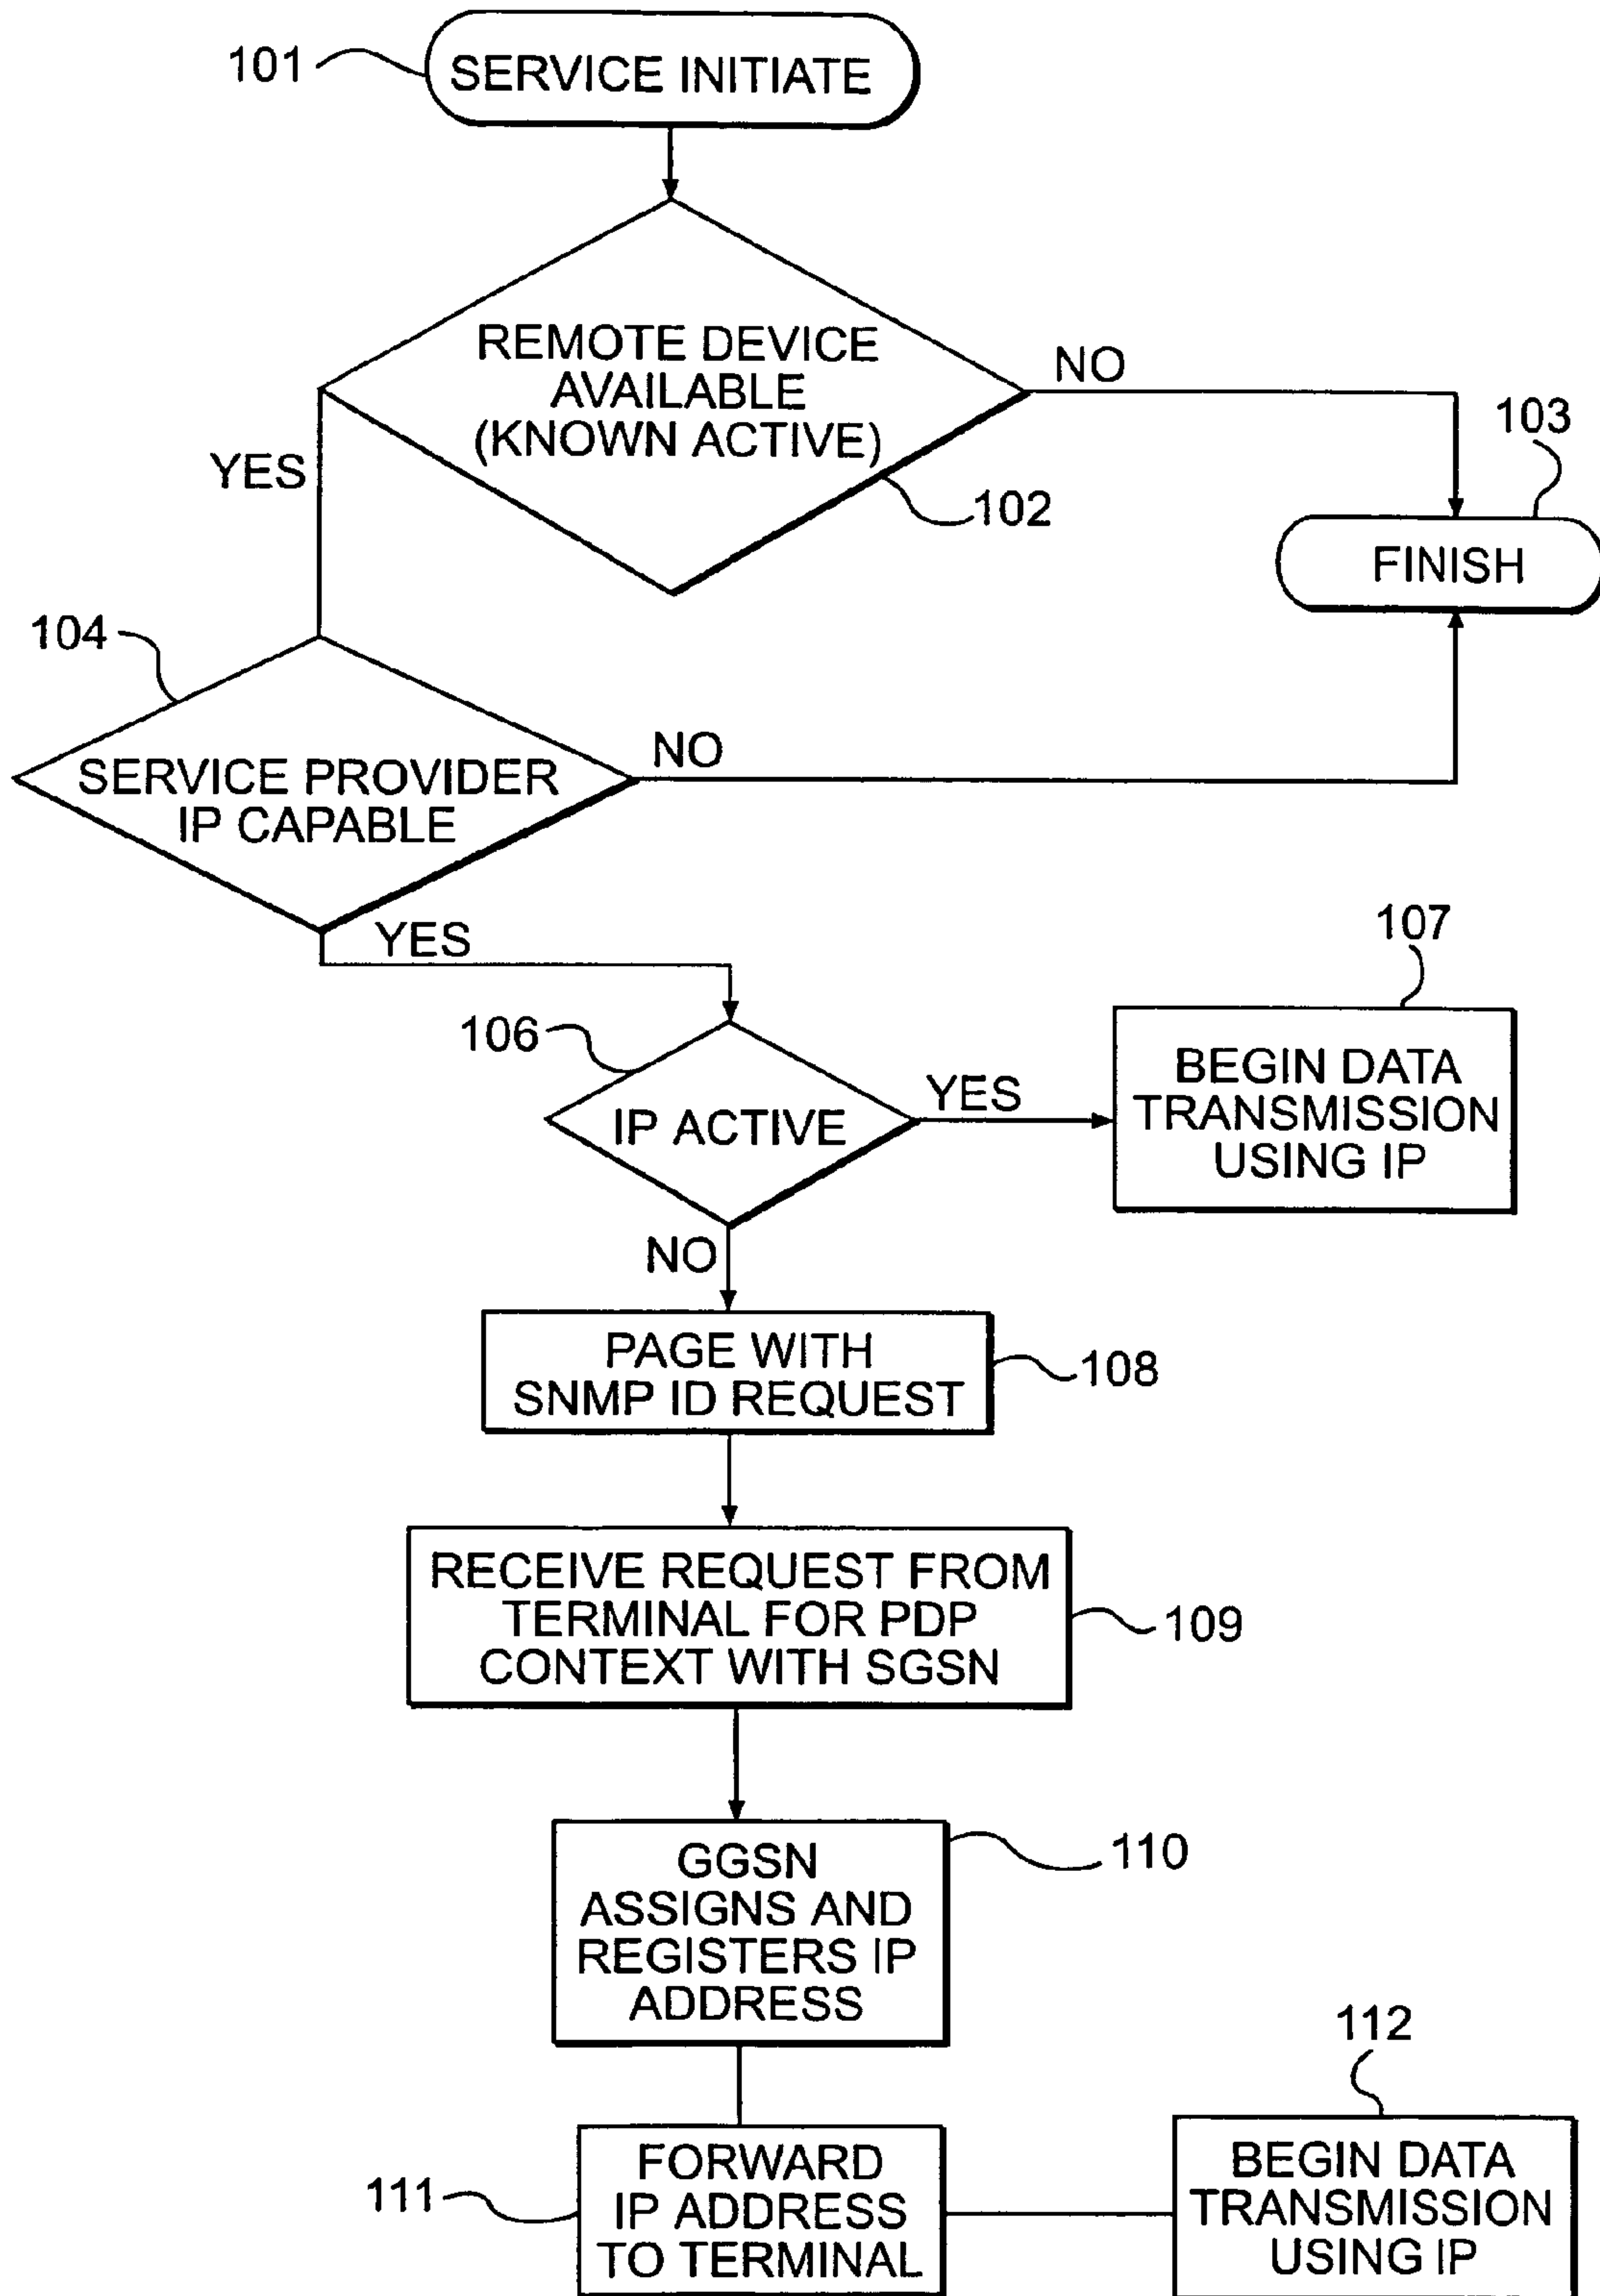 101
SERVICE INITIATE
REMOTE DEVICE
AVAILABLE
(KNOWN ACTIVE)
NO
YES
102
103
FINISH
104
SERVICE PROVIDER
IP CAPABLE
NO
YES
106
IP ACTIVE
YES
107
BEGIN DATA
TRANSMISSION
USING IP
NO
PAGE WITH
SNMP ID REQUEST
108
RECEIVE REQUEST FROM
TERMINAL FOR PDP
CONTEXT WITH SGSN
109
GGSN
ASSIGNS AND
REGISTERS IP
ADDRESS
110
111
FORWARD
IP ADDRESS
TO TERMINAL
112
BEGIN DATA
TRANSMISSION
USING IP